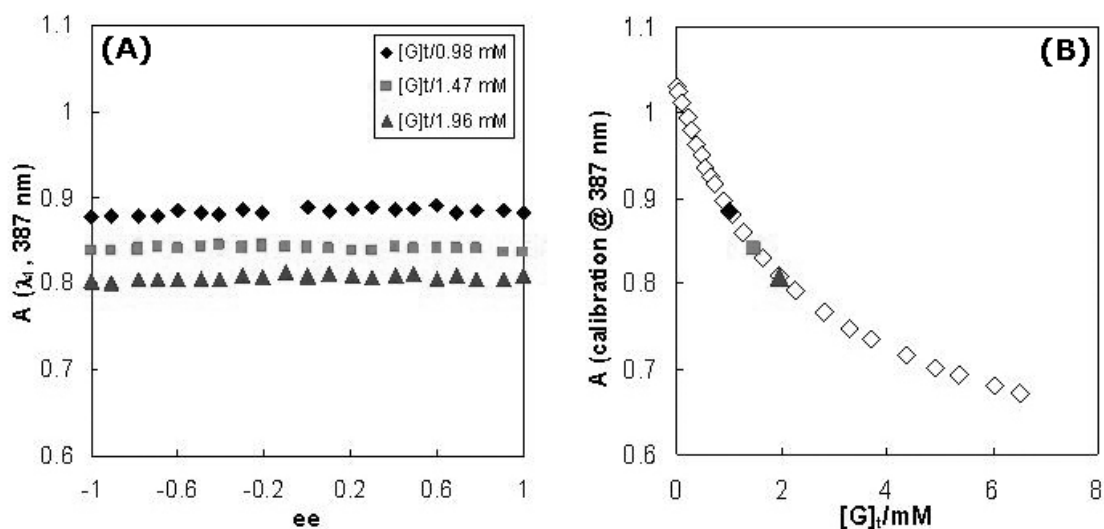 (A)
A (λ₁, 387 nm)
1.1
1
0.9
0.8
0.7
0.6
[G]t/0.98 mM
[G]t/1.47 mM
[G]t/1.96 mM
-1 -0.6 -0.2 0.2 0.6 1
ee
(B)
A (calibration @ 387 nm)
1.1
1
0.9
0.8
0.7
0.6
0 2 4 6 8
[G]t/mM